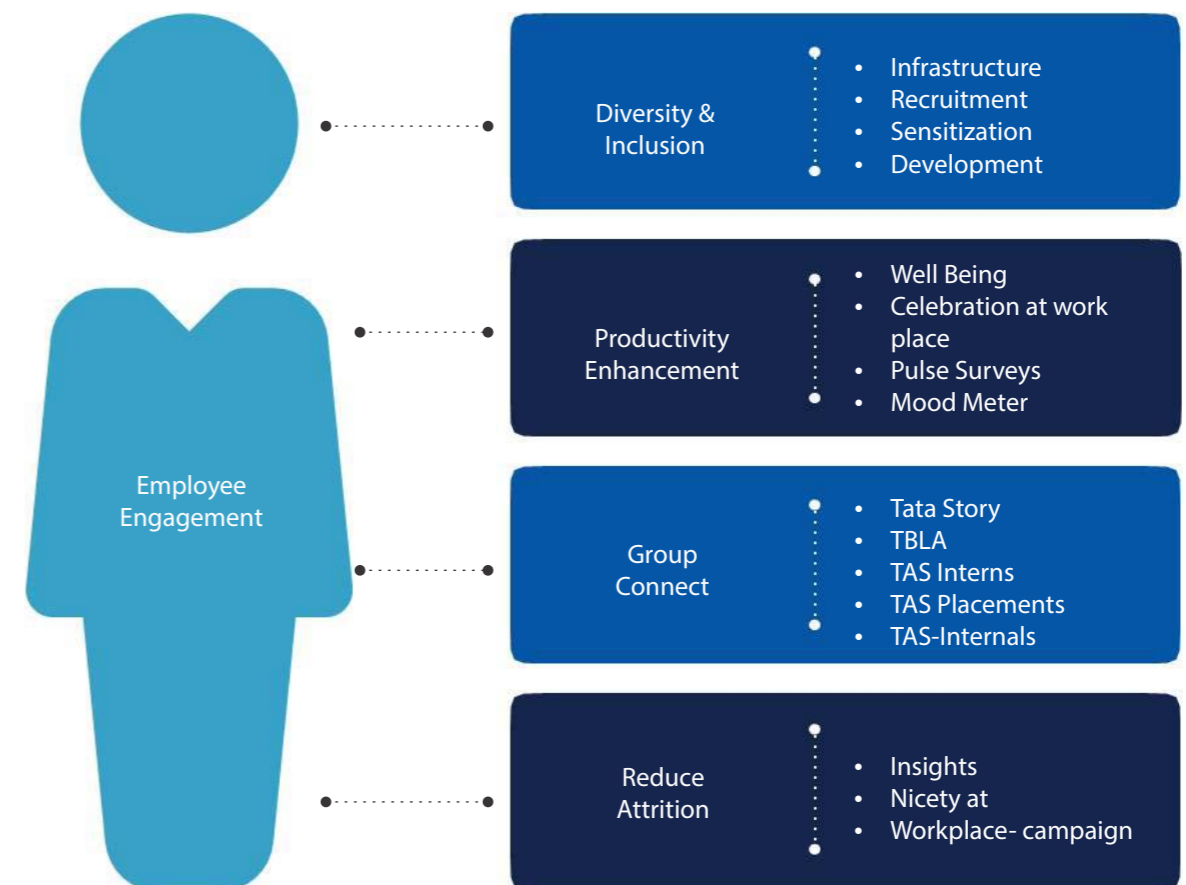 Diversity &
Inclusion
• Infrastructure
• Recruitment
• Sensitization
• Development
Productivity
Enhancement
• Well Being
• Celebration at work
place
• Pulse Surveys
• Mood Meter
Employee
Engagement
Group
Connect
• Tata Story
• TBLA
• TAS Interns
• TAS Placements
• TAS-Internals
Reduce
Attrition
• Insights
• Nicety at
• Workplace- campaign